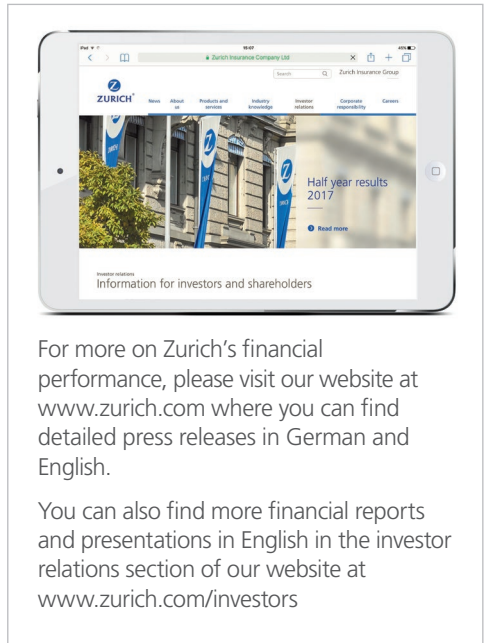 iPad
15:07
45%
Zurich Insurance Company Ltd
Search
Zurich Insurance Group
ZURICH
News About us Products and services Industry knowledge Investor relations Corporate responsibility Careers
Half year results
2017
Read more
Investor relations
Information for investors and shareholders
For more on Zurich’s financial
performance, please visit our website at
www.zurich.com where you can find
detailed press releases in German and
English.
You can also find more financial reports
and presentations in English in the investor
relations section of our website at
www.zurich.com/investors